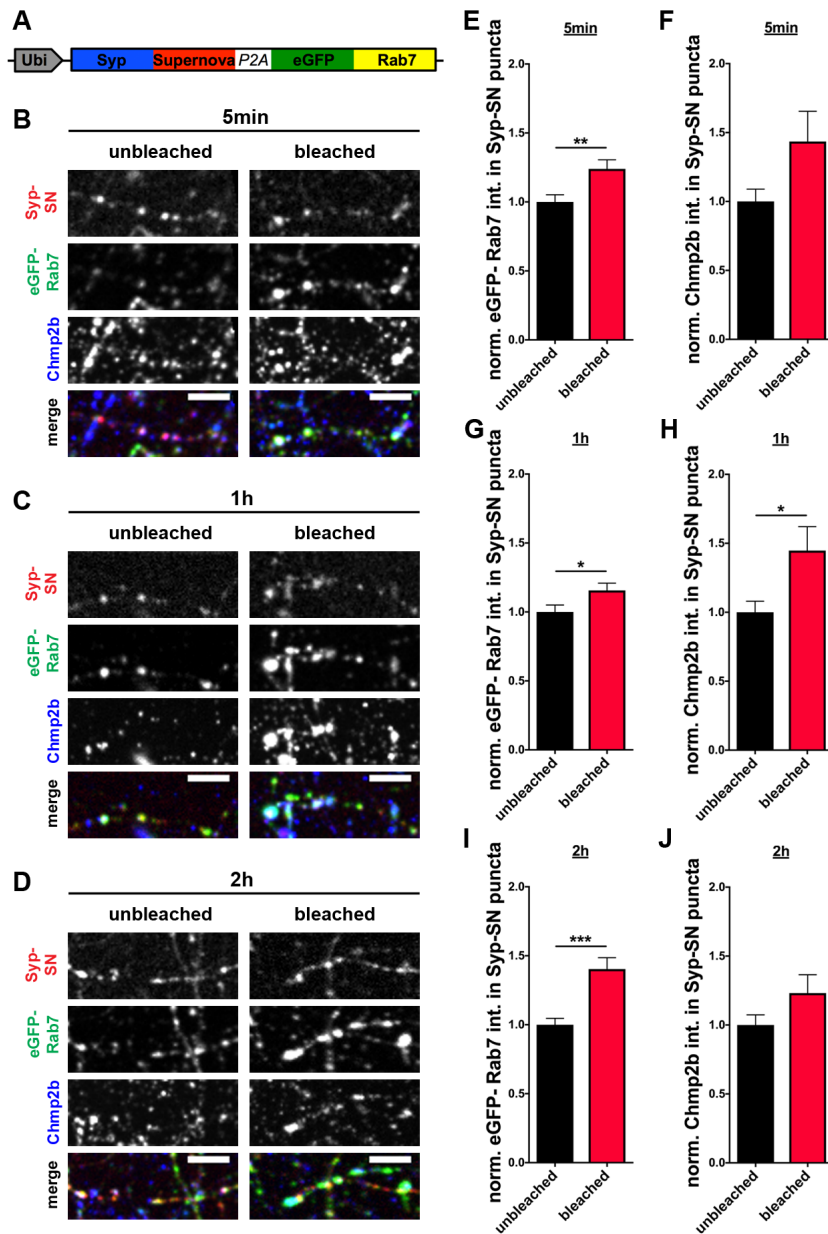 A
Ubi Syp Supernova P2A eGFP Rab7
B
5min
unbleached bleached
Syp-
SN
eGFP-
Rab7
Chmp2b
merge
C
1h
unbleached bleached
Syp-
SN
eGFP-
Rab7
Chmp2b
merge
D
2h
unbleached bleached
Syp-
SN
eGFP-
Rab7
Chmp2b
merge
E
5min
norm. eGFP- Rab7 int. in Syp-SN puncta
2.0
1.5
1.0
0.5
0.0
**
unbleached
bleached
F
5min
norm. Chmp2b int. in Syp-SN puncta
2.0
1.5
1.0
0.5
0.0
unbleached
bleached
G
1h
norm. eGFP- Rab7 int. in Syp-SN puncta
2.0
1.5
1.0
0.5
0.0
*
unbleached
bleached
H
1h
norm. Chmp2b int. in Syp-SN puncta
2.0
1.5
1.0
0.5
0.0
*
unbleached
bleached
I
2h
norm. eGFP- Rab7 int. in Syp-SN puncta
2.0
1.5
1.0
0.5
0.0
***
unbleached
bleached
J
2h
norm. Chmp2b int. in Syp-SN puncta
2.0
1.5
1.0
0.5
0.0
unbleached
bleached